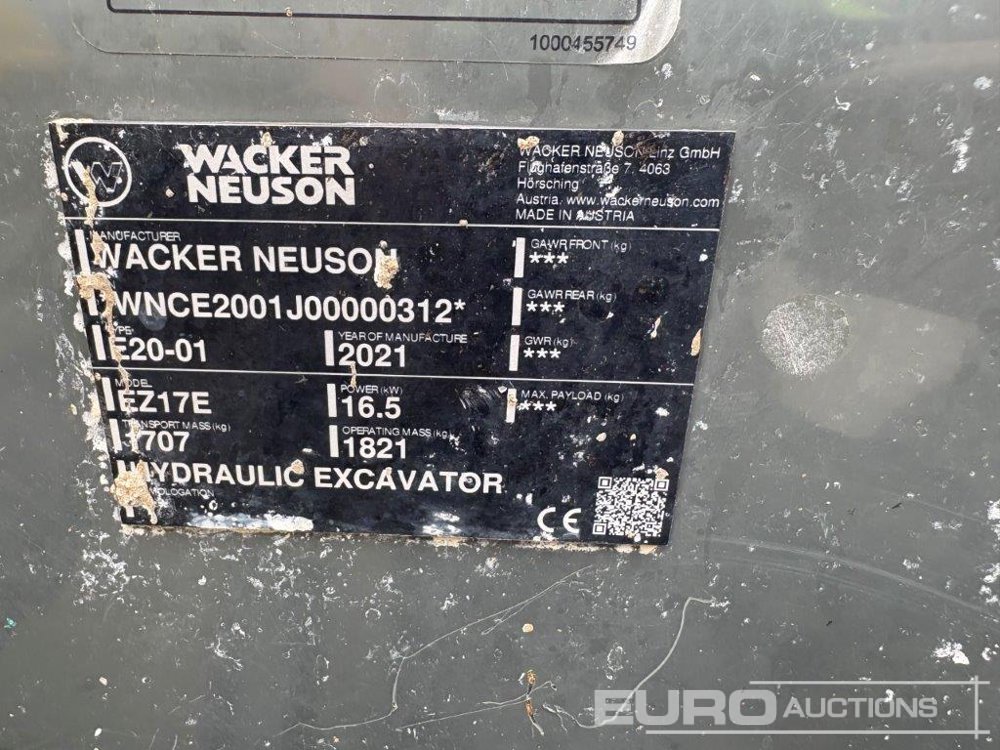 1000455749
WACKER
NEUSON
WACKER NEUSON Linz GmbH
Flughafenstraße 7, 4063
Hörsching
Austria, www.wackerneuson.com
MADE IN AUSTRIA
MANUFACTURER
WACKER NEUSON
WNCE2001J00000312*
TYPE
E20-01
YEAR OF MANUFACTURE
2021
MODEL
EZ17E
POWER (kW)
16.5
TRANSPORT MASS (kg)
1707
OPERATING MASS (kg)
1821
HYDRAULIC EXCAVATOR
HOMOLOGATION
GAWR FRONT (kg)
***
GAWR REAR (kg)
***
GWR (kg)
***
MAX. PAYLOAD (kg)
***
CE
EURO AUCTIONS